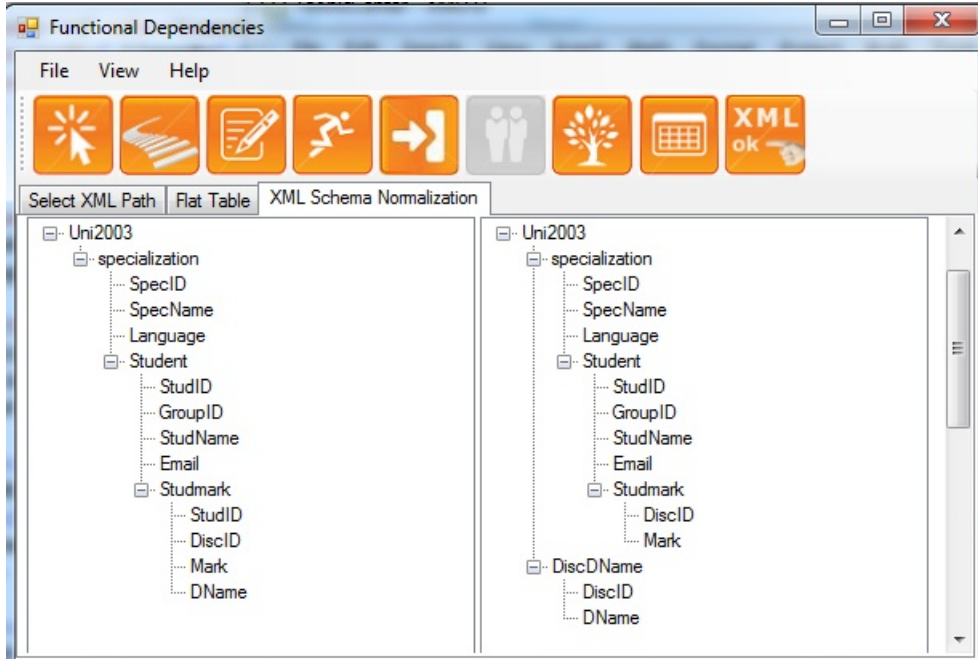 Functional Dependencies
File View Help
XML
ok
Select XML Path Flat Table XML Schema Normalization
Uni2003
specialization
SpecID
SpecName
Language
Student
StudID
GroupID
StudName
Email
Studmark
StudID
DiscID
Mark
DName
Uni2003
specialization
SpecID
SpecName
Language
Student
StudID
GroupID
StudName
Email
Studmark
DiscID
Mark
DiscDName
DiscID
DName